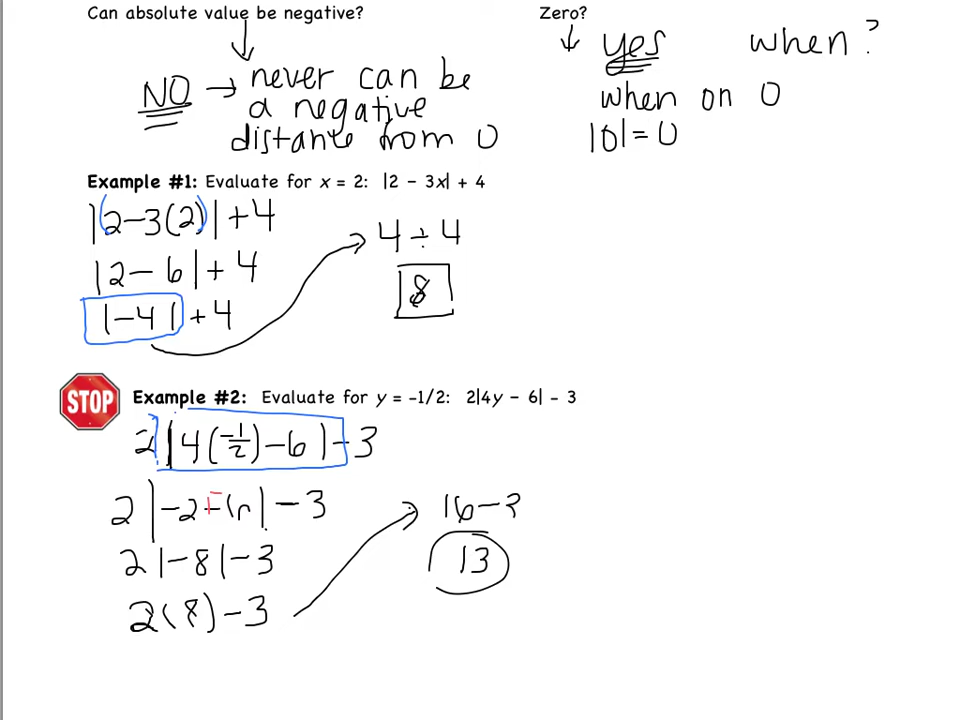 Can absolute value be negative?
Zero?
NO → never can be
a negative
distance from 0
yes when?
when on 0
|0| = 0
Example #1: Evaluate for x = 2: |2 - 3x| + 4
|2-3(2)| +4
|2-6| + 4
|-4| +4
4 + 4
8
STOP
Example #2: Evaluate for y = -1/2: 2|4y - 6| - 3
2|4(-1/2)-6|-3
2|-2+-6|-3
2|-8|-3
2(8)-3
16-3
13